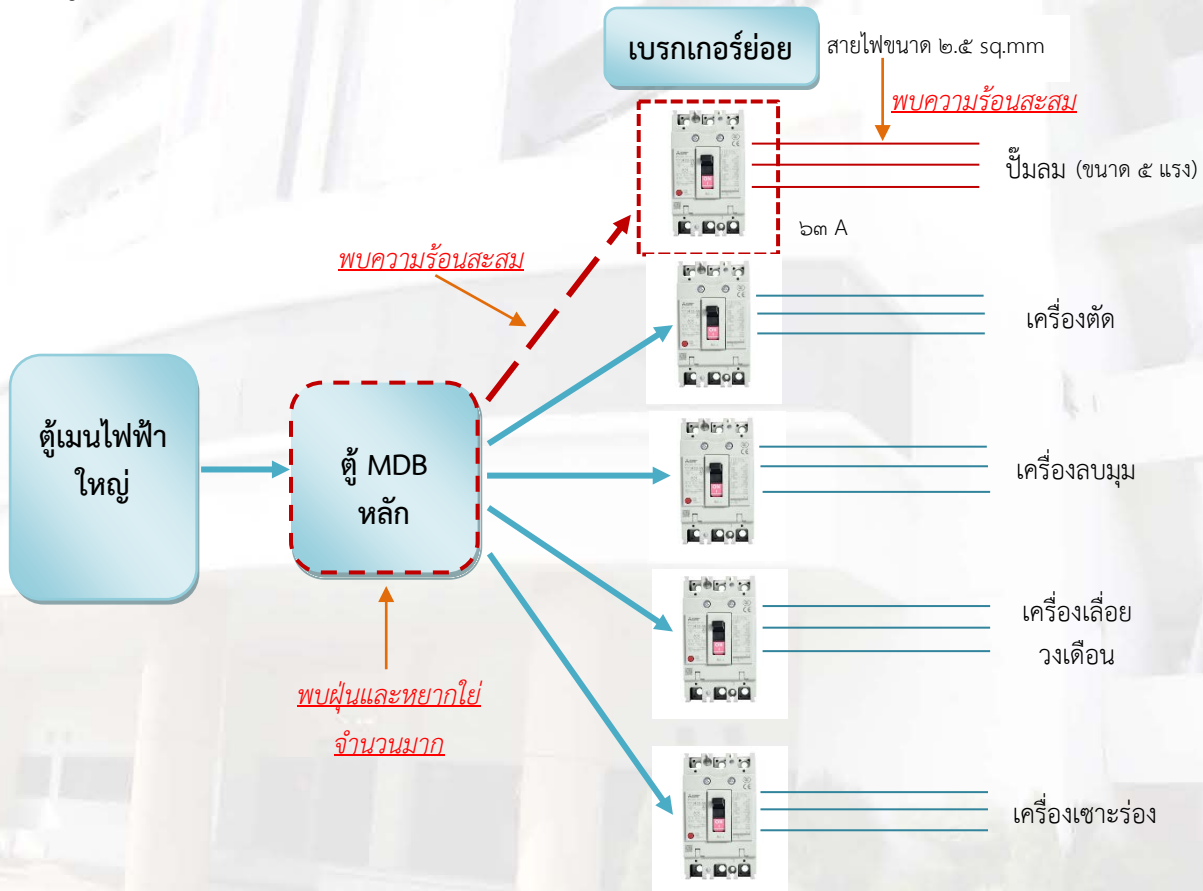 เบรกเกอร์ย่อย
สายไฟขนาด ๒.๕ sq.mm
พบความร้อนสะสม
ปั๊มลม (ขนาด ๕ แรง)
๖๓ A
พบความร้อนสะสม
เครื่องตัด
ตู้เมนไฟฟ้า
ใหญ่
ตู้ MDB
หลัก
เครื่องลบมุม
เครื่องเลื่อย
วงเดือน
พบฝุ่นและหยากใย่
จำนวนมาก
เครื่องเซาะร่อง